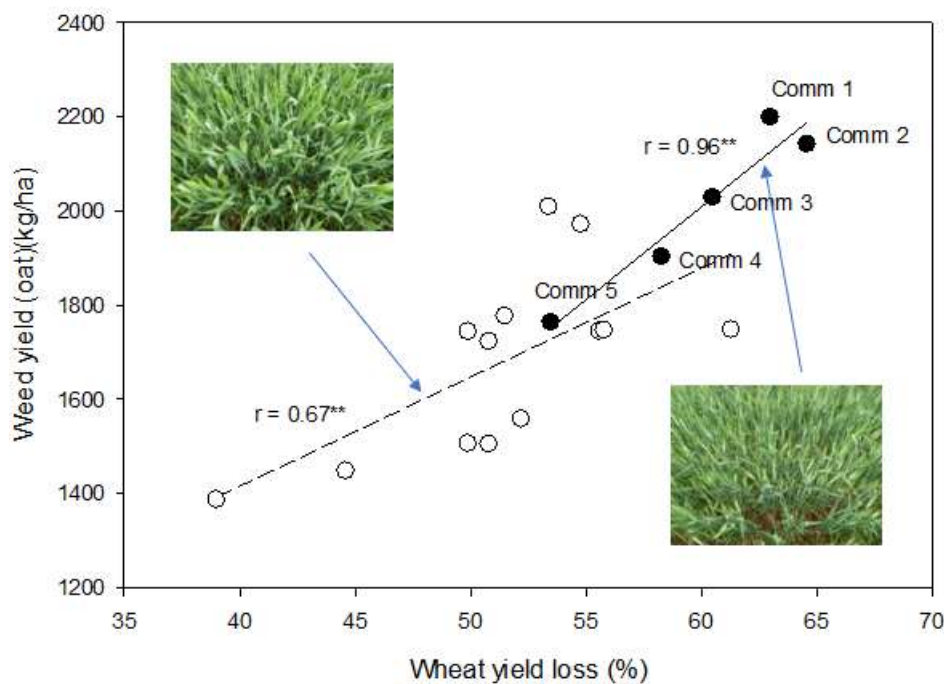 2400
2200
2000
1800
1600
1400
1200
Weed yield (oat)(kg/ha)
Comm 1
r = 0.96**
Comm 2
Comm 3
Comm 4
Comm 5
r = 0.67**
35 40 45 50 55 60 65 70
Wheat yield loss (%)